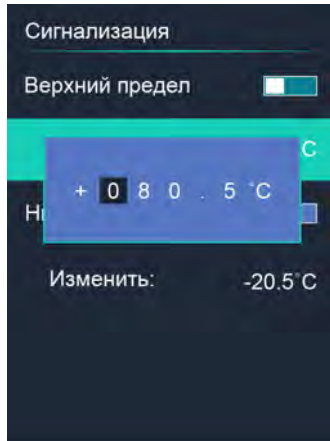 Сигнализация
Верхний предел
C
+ 0 8 0 . 5 °C
Изменить:
-20.5°C